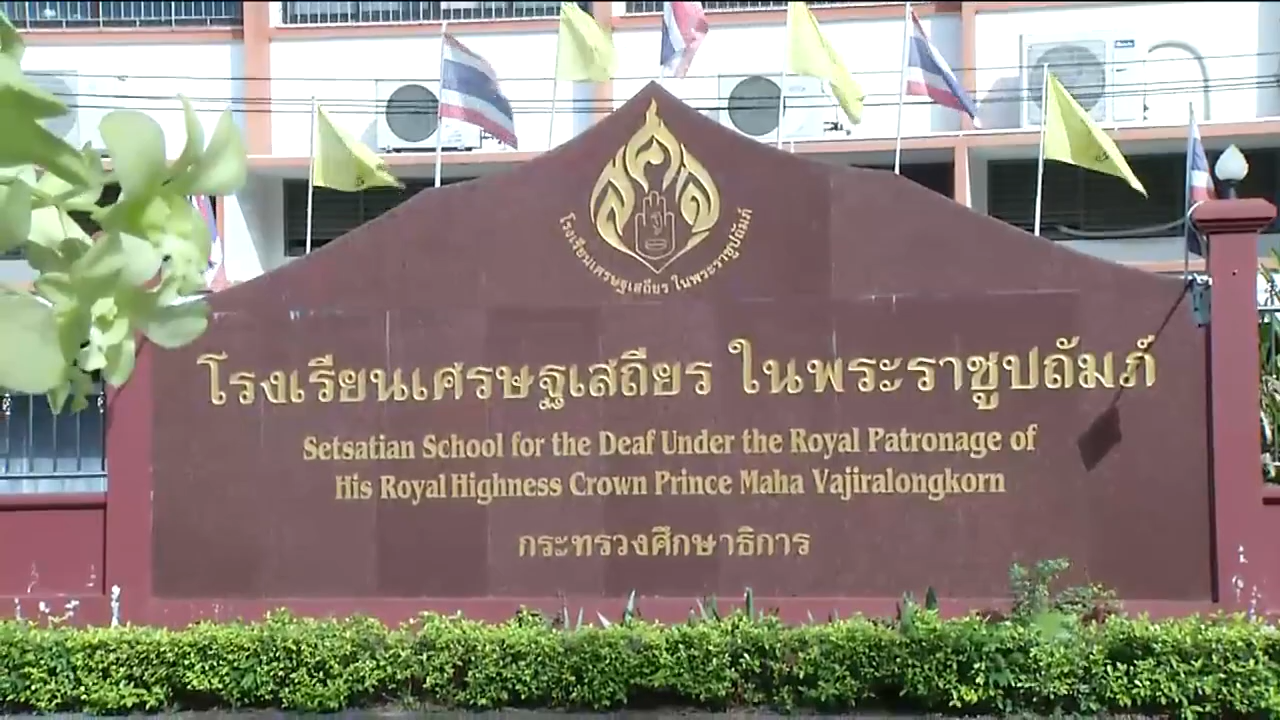 ส ศ ถ
โรงเรียนเศรษฐเสถียร ในพระราชูปถัมภ์
โรงเรียนเศรษฐเสถียร ในพระราชูปถัมภ์
Setsatian School for the Deaf Under the Royal Patronage of
His Royal Highness Crown Prince Maha Vajiralongkorn
กระทรวงศึกษาธิการ